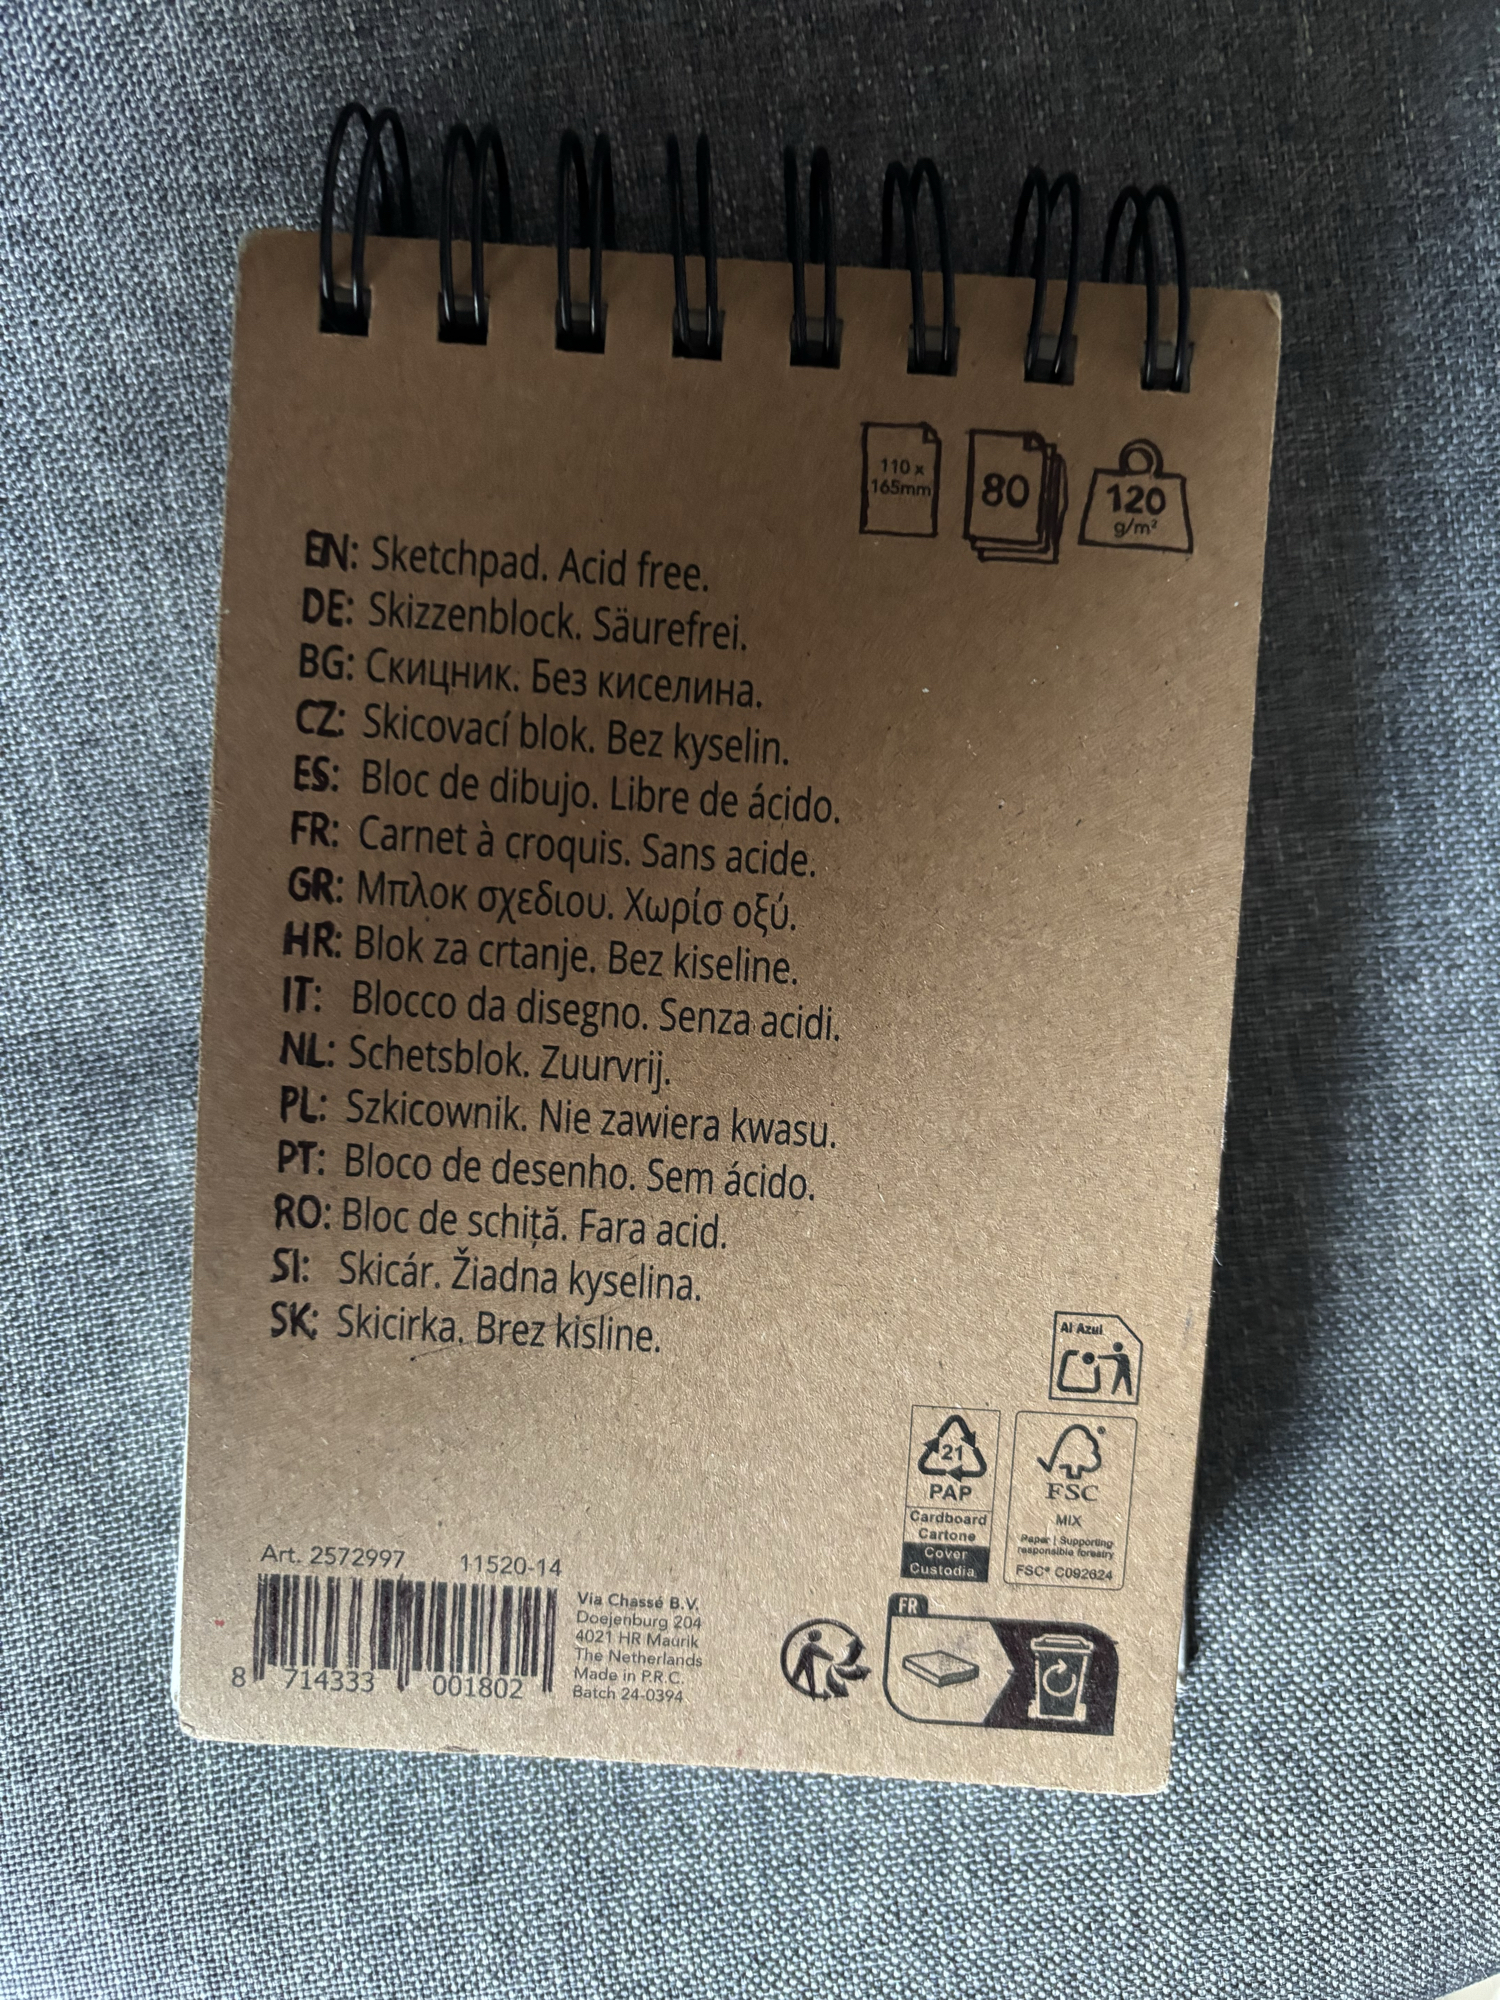 110 x
165mm
80
120
g/m²
EN: Sketchpad. Acid free.
DE: Skizzenblock. Säurefrei.
BG: Скицник. Без киселина.
CZ: Skicovací blok. Bez kyselin.
ES: Bloc de dibujo. Libre de ácido.
FR: Carnet à croquis. Sans acide.
GR: Μπλοκ σχεδιου. Χωρίσ οξύ.
HR: Blok za crtanje. Bez kiseline.
IT: Blocco da disegno. Senza acidi.
NL: Schetsblok. Zuurvrij.
PL: Szkicownik. Nie zawiera kwasu.
PT: Bloco de desenho. Sem ácido.
RO: Bloc de schiță. Fara acid.
SI: Skicár. Žiadna kyselina.
SK: Skicirka. Brez kisline.
Al Azul
21
PAP
Cardboard
Cartone
Cover
Custodia
FSC
MIX
Paper | Supporting
responsible forestry
FSC® C092624
Art. 2572997 11520-14
8 714333 001802
Via Chassé B.V.
Doejenburg 204
4021 HR Maurik
The Netherlands
Made in P.R.C.
Batch 24-0394
FR